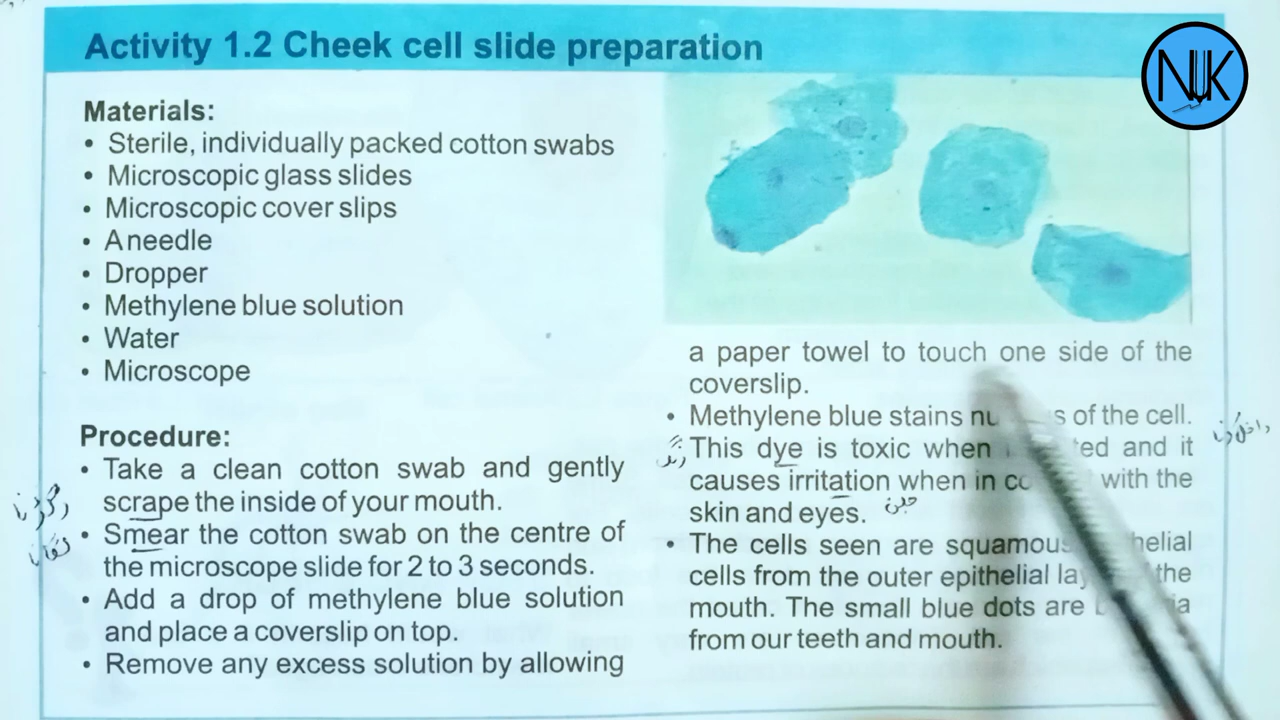 Activity 1.2 Cheek cell slide preparation
NUK
Materials:
• Sterile, individually packed cotton swabs
• Microscopic glass slides
• Microscopic cover slips
• A needle
• Dropper
• Methylene blue solution
• Water
• Microscope
Procedure:
• Take a clean cotton swab and gently
scrape the inside of your mouth.
رگڑنا
• Smear the cotton swab on the centre of
لگانا
the microscope slide for 2 to 3 seconds.
• Add a drop of methylene blue solution
and place a coverslip on top.
• Remove any excess solution by allowing
a paper towel to touch one side of the
coverslip.
• Methylene blue stains of the cell.
داخل کرنا
This dye is toxic when and it
causes irritation when in with the
skin and eyes.
جلن
• The cells seen are squamous
cells from the outer epithelial the
mouth. The small blue dots are
from our teeth and mouth.